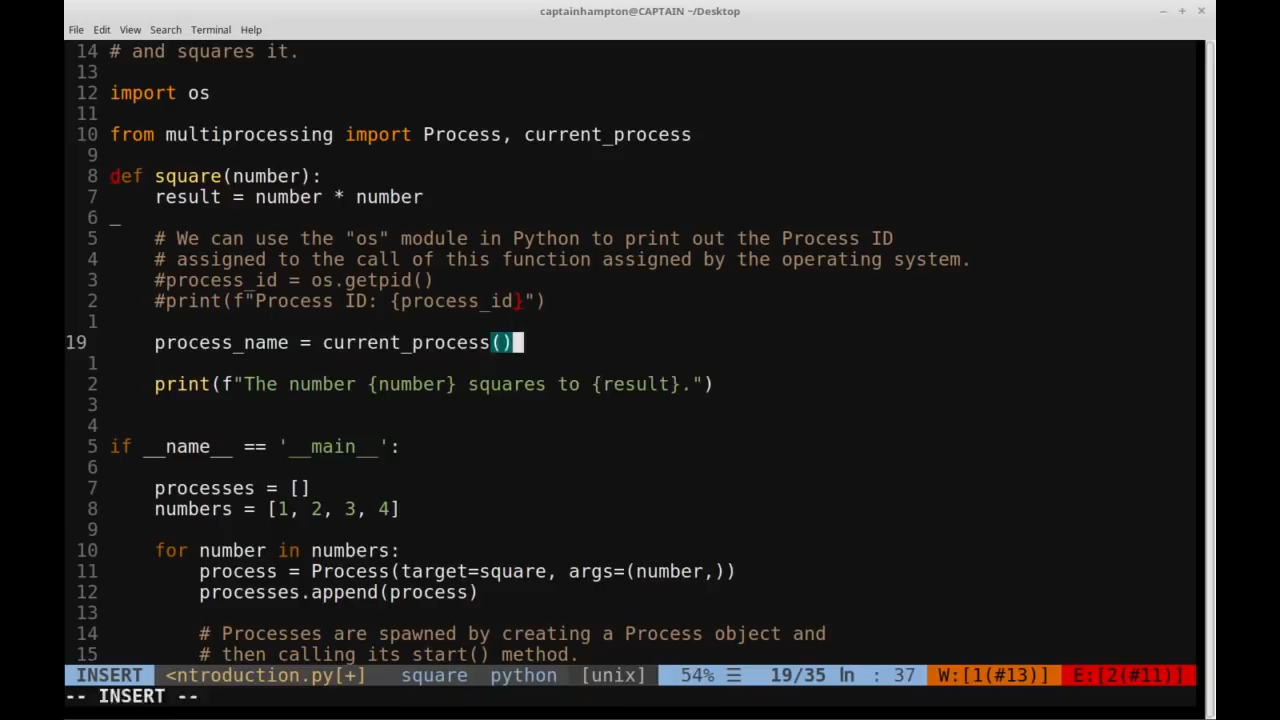 captainhampton@CAPTAIN ~/Desktop
File Edit View Search Terminal Help
14 # and squares it.
13
12 import os
11
10 from multiprocessing import Process, current_process
9
8 def square(number):
7     result = number * number
6 _
5     # We can use the "os" module in Python to print out the Process ID
4     # assigned to the call of this function assigned by the operating system.
3     #process_id = os.getpid()
2     #print(f"Process ID: {process_id}")
1
19     process_name = current_process()
1
2     print(f"The number {number} squares to {result}.")
3
4
5 if __name__ == '__main__':
6
7     processes = []
8     numbers = [1, 2, 3, 4]
9
10     for number in numbers:
11         process = Process(target=square, args=(number,))
12         processes.append(process)
13
14         # Processes are spawned by creating a Process object and
15         # then calling its start() method.
INSERT <ntroduction.py[+] square python [unix] 54% ☰ 19/35 ln : 37 W:[1(#13)] E:[2(#11)]
-- INSERT --